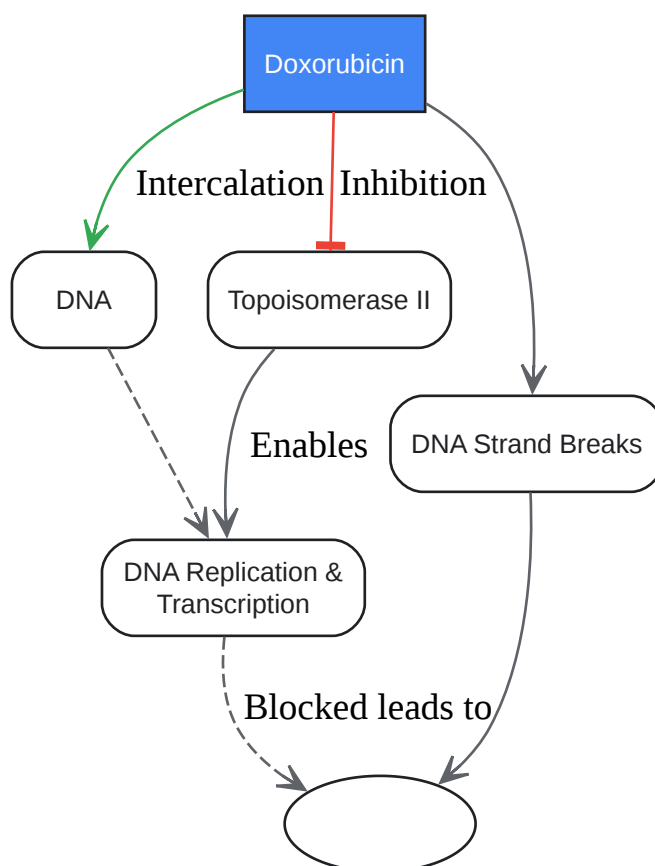 Doxorubicin
Intercalation
Inhibition
DNA
Topoisomerase II
Enables
DNA Strand Breaks
DNA Replication &
Transcription
Blocked leads to